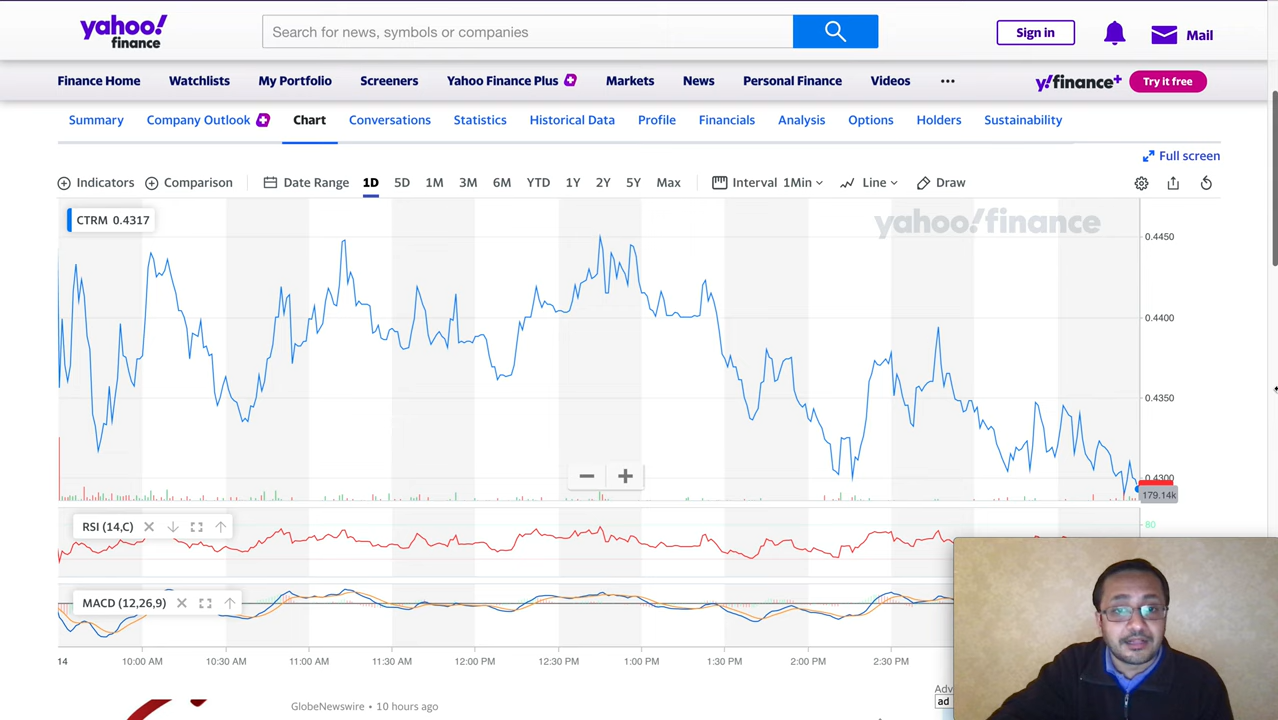 yahoo!
finance
Search for news, symbols or companies
Sign in
Mail
Finance Home Watchlists My Portfolio Screeners Yahoo Finance Plus Markets News Personal Finance Videos ... y!finance+ Try it free
Summary Company Outlook Chart Conversations Statistics Historical Data Profile Financials Analysis Options Holders Sustainability
Full screen
Indicators Comparison Date Range 1D 5D 1M 3M 6M YTD 1Y 2Y 5Y Max Interval 1Min Line Draw
CTRM 0.4317
yahoo!finance
0.4450
0.4400
0.4350
0.4300
179.14k
RSI (14,C)
80
MACD (12,26,9)
14 10:00 AM 10:30 AM 11:00 AM 11:30 AM 12:00 PM 12:30 PM 1:00 PM 1:30 PM 2:00 PM 2:30 PM
GlobeNewswire • 10 hours ago
ad